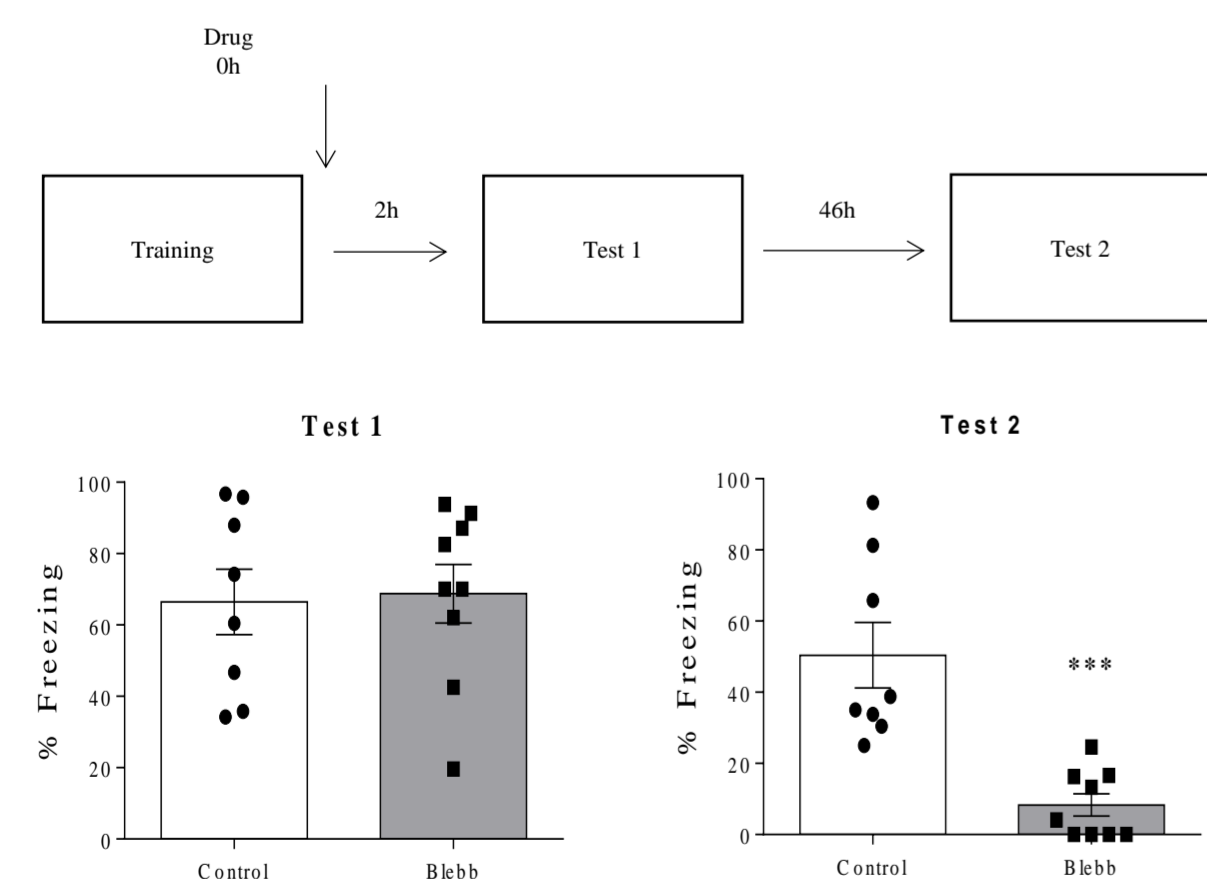 Drug
0h
2h
46h
Training
Test 1
Test 2
Test 1
Test 2
100
80
60
40
20
0
% Freezing
Control
Blebb
100
80
60
40
20
0
% Freezing
***
Control
Blebb